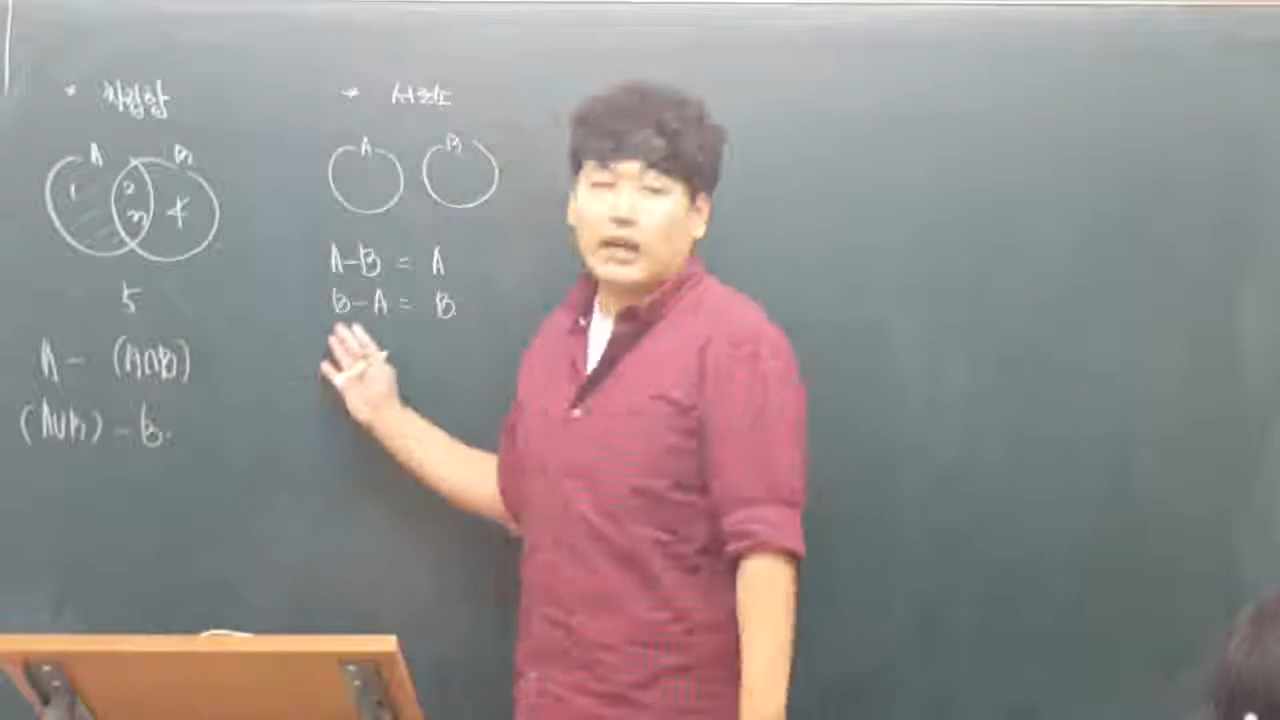 * 차집합
A B
1 2 3 4
5
A - (A∩B)
(A∪B) - B.
* 서로소
A B
A-B = A
B-A = B.